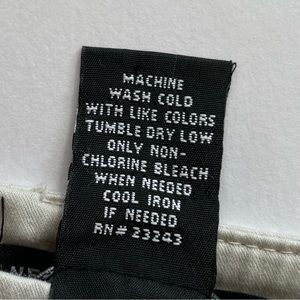 MACHINE
WASH COLD
WITH LIKE COLORS
TUMBLE DRY LOW
ONLY NON-
CHLORINE BLEACH
WHEN NEEDED
COOL IRON
IF NEEDED
RN# 23243